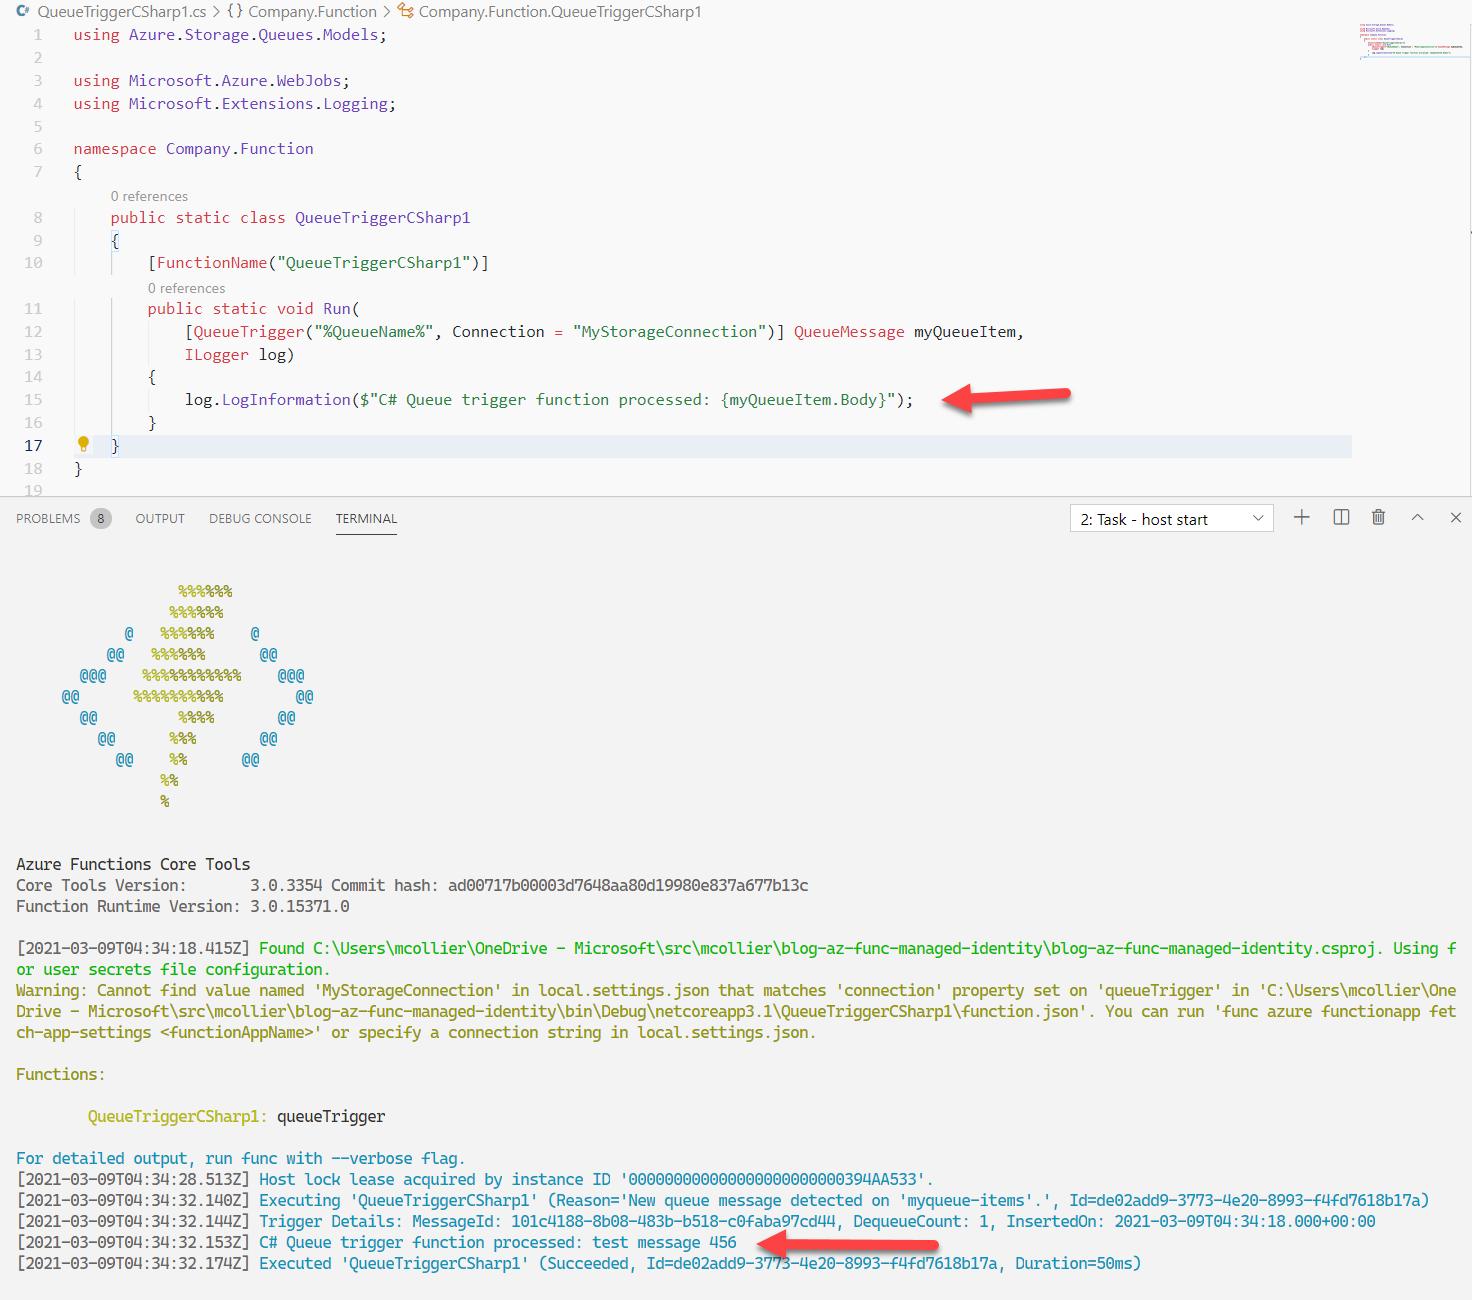 QueueTriggerCSharp1.cs > {} Company.Function > Company.Function.QueueTriggerCSharp1
1 using Azure.Storage.Queues.Models;
2
3 using Microsoft.Azure.WebJobs;
4 using Microsoft.Extensions.Logging;
5
6 namespace Company.Function
7 {
0 references
8 public static class QueueTriggerCSharp1
9 {
10 [FunctionName("QueueTriggerCSharp1")]
0 references
11 public static void Run(
12 [QueueTrigger("%QueueName%", Connection = "MyStorageConnection")] QueueMessage myQueueItem,
13 ILogger log)
14 {
15 log.LogInformation($"C# Queue trigger function processed: {myQueueItem.Body}");
16 }
17 }
18 }
19
PROBLEMS 8 OUTPUT DEBUG CONSOLE TERMINAL 2: Task - host start
%%%%%%
%%%%%%
@ %%%%%% @
@@ %%%%%% @@
@@@ %%%%%%%%%%% @@@
@@ %%%%%%%%%% @@
@@ %%%% @@
@@ %%% @@
@@ %% @@
%%
%
Azure Functions Core Tools
Core Tools Version: 3.0.3354 Commit hash: ad00717b00003d7648aa80d19980e837a677b13c
Function Runtime Version: 3.0.15371.0
[2021-03-09T04:34:18.415Z] Found C:\Users\mcollier\OneDrive - Microsoft\src\mcollier\blog-az-func-managed-identity\blog-az-func-managed-identity.csproj. Using f
or user secrets file configuration.
Warning: Cannot find value named 'MyStorageConnection' in local.settings.json that matches 'connection' property set on 'queueTrigger' in 'C:\Users\mcollier\One
Drive - Microsoft\src\mcollier\blog-az-func-managed-identity\bin\Debug\netcoreapp3.1\QueueTriggerCSharp1\function.json'. You can run 'func azure functionapp fet
ch-app-settings <functionAppName>' or specify a connection string in local.settings.json.
Functions:
QueueTriggerCSharp1: queueTrigger
For detailed output, run func with --verbose flag.
[2021-03-09T04:34:28.513Z] Host lock lease acquired by instance ID '000000000000000000000000394AA533'.
[2021-03-09T04:34:32.140Z] Executing 'QueueTriggerCSharp1' (Reason='New queue message detected on 'myqueue-items'.', Id=de02add9-3773-4e20-8993-f4fd7618b17a)
[2021-03-09T04:34:32.144Z] Trigger Details: MessageId: 101c4188-8b08-483b-b518-c0faba97cd44, DequeueCount: 1, InsertedOn: 2021-03-09T04:34:18.000+00:00
[2021-03-09T04:34:32.153Z] C# Queue trigger function processed: test message 456
[2021-03-09T04:34:32.174Z] Executed 'QueueTriggerCSharp1' (Succeeded, Id=de02add9-3773-4e20-8993-f4fd7618b17a, Duration=50ms)